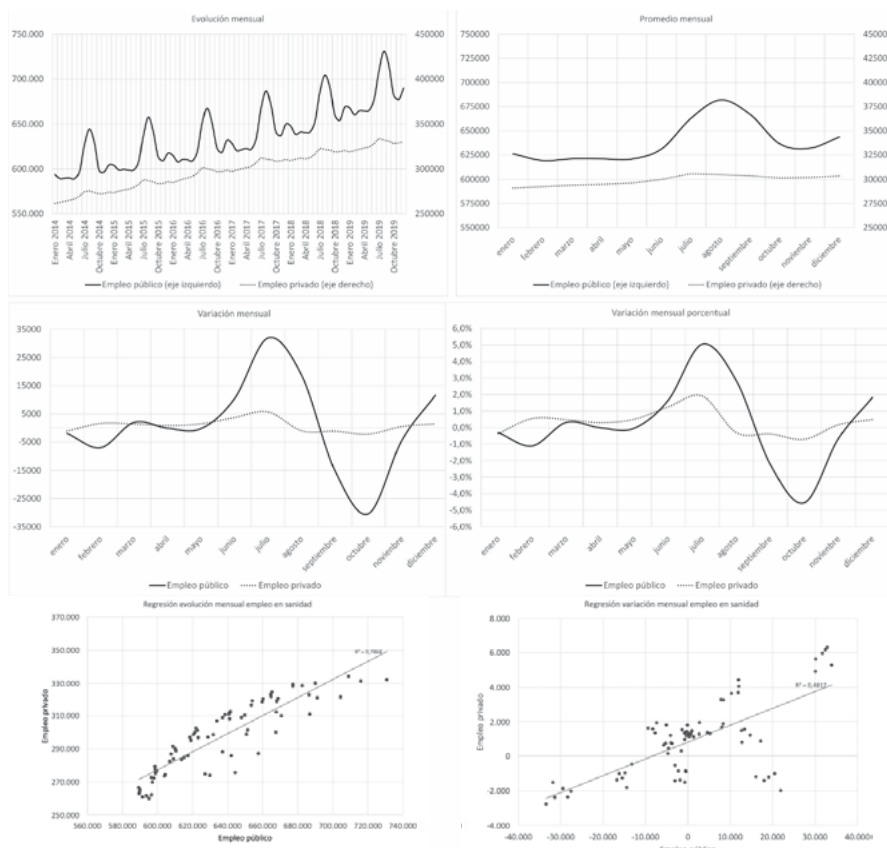 Evolución mensual
750.000
700.000
650.000
600.000
550.000
450000
400000
350000
300000
250000
Enero 2014
Abril 2014
Julio 2014
Octubre 2014
Enero 2015
Abril 2015
Julio 2015
Octubre 2015
Enero 2016
Abril 2016
Julio 2016
Octubre 2016
Enero 2017
Abril 2017
Julio 2017
Octubre 2017
Enero 2018
Abril 2018
Julio 2018
Octubre 2018
Enero 2019
Abril 2019
Julio 2019
Octubre 2019
Empleo público (eje izquierdo) Empleo privado (eje derecho)
Promedio mensual
750000
725000
700000
675000
650000
625000
600000
575000
550000
45000
40000
35000
30000
25000
enero
febrero
marzo
abril
mayo
junio
julio
agosto
septiembre
octubre
noviembre
diciembre
Empleo público (eje izquierdo) Empleo privado (eje derecho)
Variación mensual
35000
25000
15000
5000
-5000
-15000
-25000
-35000
enero
febrero
marzo
abril
mayo
junio
julio
agosto
septiembre
octubre
noviembre
diciembre
Empleo público Empleo privado
Variación mensual porcentual
6,0%
5,0%
4,0%
3,0%
2,0%
1,0%
0,0%
-1,0%
-2,0%
-3,0%
-4,0%
-5,0%
-6,0%
enero
febrero
marzo
abril
mayo
junio
julio
agosto
septiembre
octubre
noviembre
diciembre
Empleo público Empleo privado
Regresión evolución mensual empleo en sanidad
370.000
350.000
330.000
310.000
290.000
270.000
250.000
Empleo privado
580.000 600.000 620.000 640.000 660.000 680.000 700.000 720.000 740.000
Empleo público
Regresión variación mensual empleo en sanidad
8.000
6.000
4.000
2.000
0
-2.000
-4.000
Empleo privado
R² = 0,4817
-40.000 -30.000 -20.000 -10.000 0 10.000 20.000 30.000